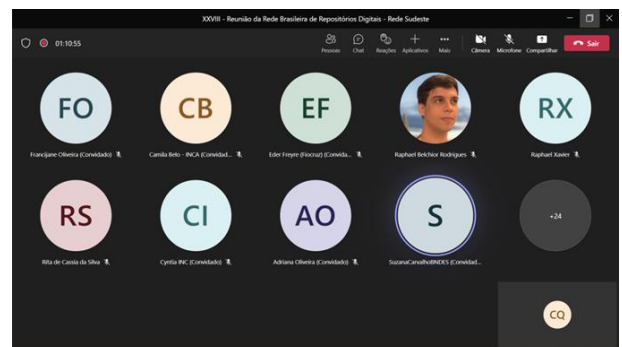 XXVIII - Reunião da Rede Brasileira de Repositórios Digitais - Rede Sudeste
01:10:55
Pessoas Chat Reações Aplicativos Mais Câmera Microfone Compartilhar Sair
FO CB EF RX
Francijane Oliveira (Convidado) Camila Belo - INCA (Convidad... Eder Freyre (Fiocruz) (Convida... Raphael Belchior Rodrigues Raphael Xavier
RS CI AO S +24
Rita de Cassia da Silva Cyntia INC (Convidado) Adriana Oliveira (Convidado) SuzanaCarvalhoBNDES (Convidad...
CQ